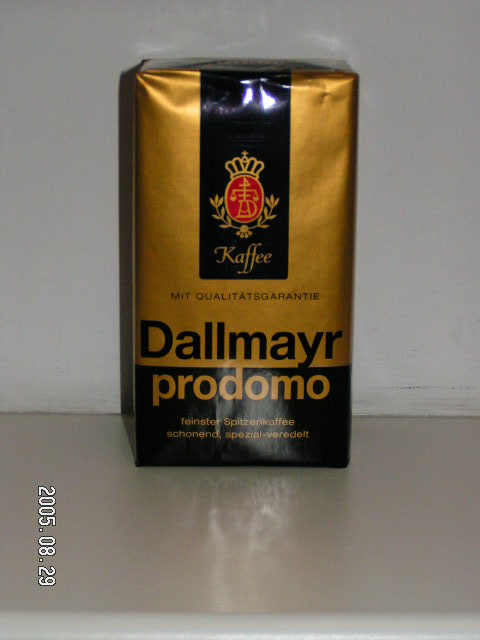 Kaffee
MIT QUALITÄTSGARANTIE
Dallmayr
prodomo
feinster Spitzenkaffee
schonend, spezial-veredelt
2005.08.29